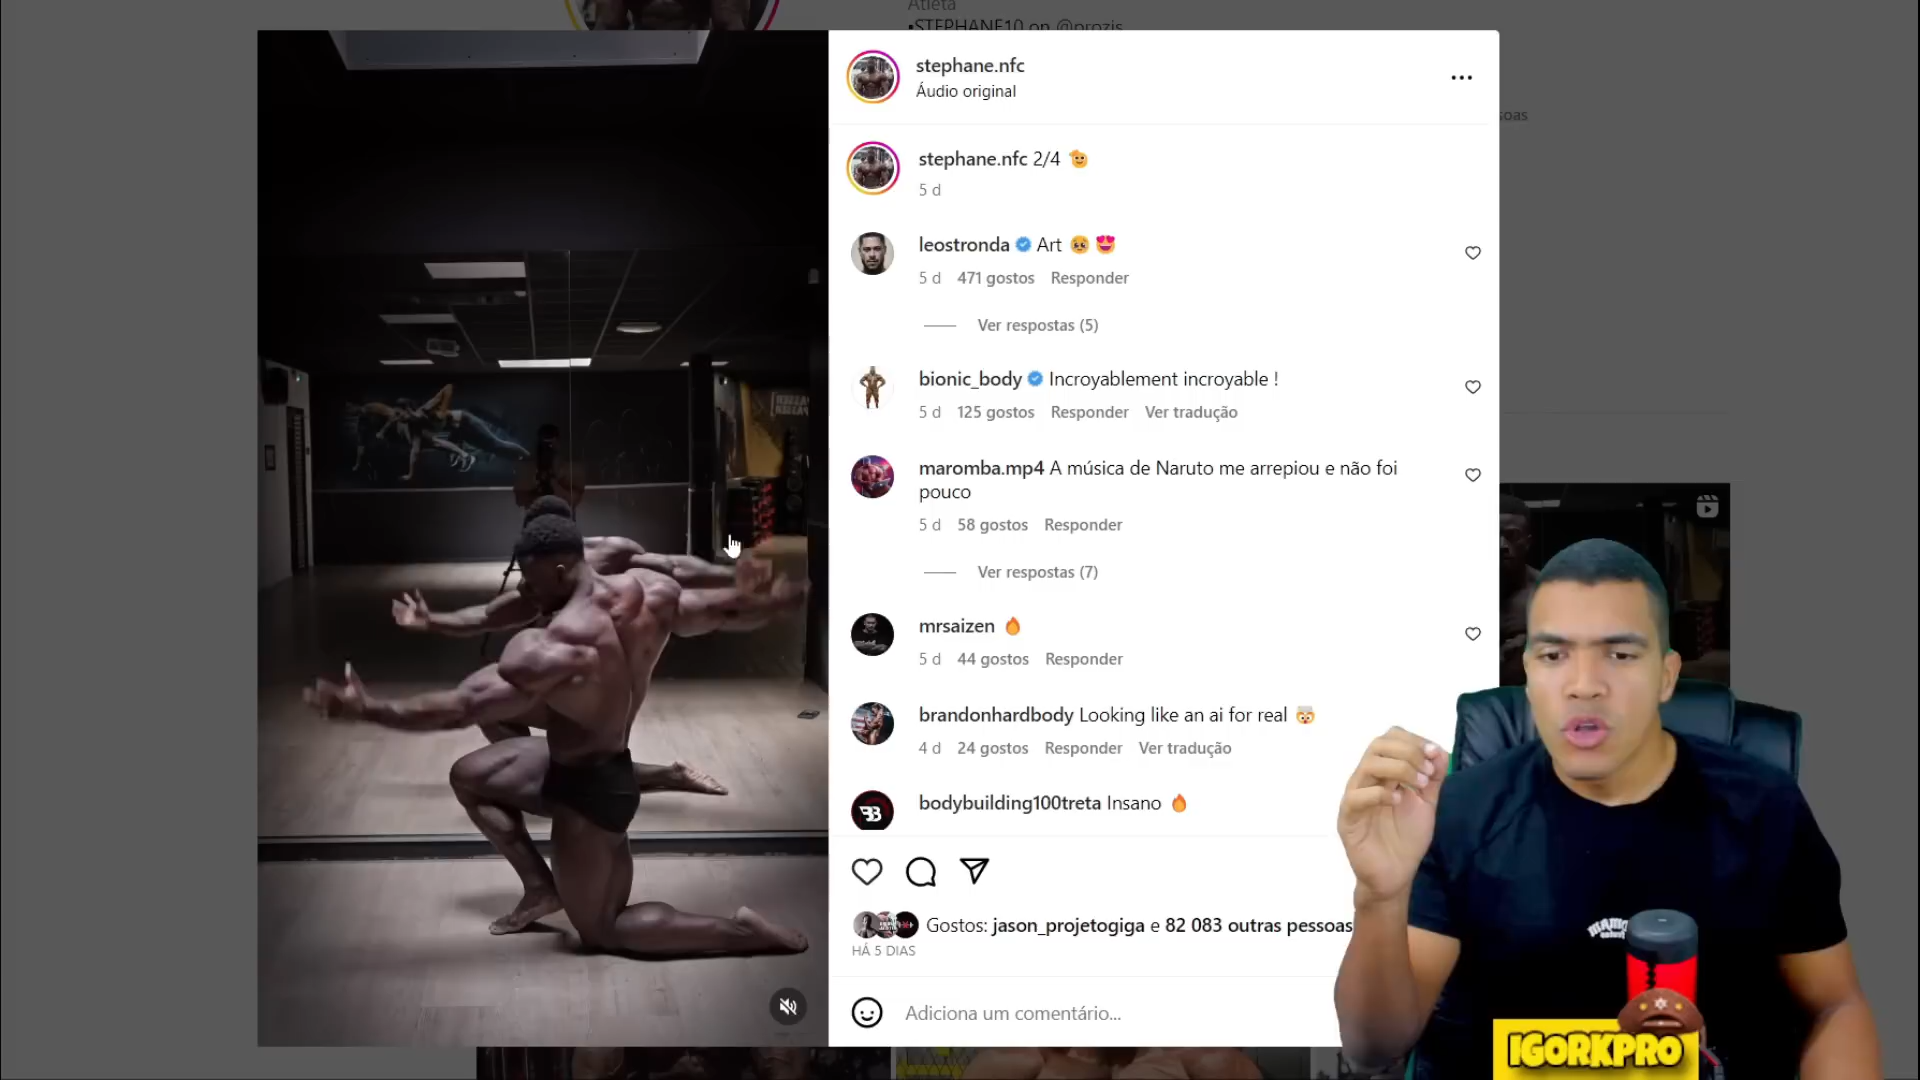 Atleta
•STEPHANE10 on @prozis
stephane.nfc
Áudio original
stephane.nfc 2/4
5 d
leostronda Art
5 d 471 gostos Responder
Ver respostas (5)
bionic_body Incroyablement incroyable !
5 d 125 gostos Responder Ver tradução
maromba.mp4 A música de Naruto me arrepiou e não foi
pouco
5 d 58 gostos Responder
Ver respostas (7)
mrsaizen
5 d 44 gostos Responder
brandonhardbody Looking like an ai for real
4 d 24 gostos Responder Ver tradução
bodybuilding100treta Insano
Gostos: jason_projetogiga e 82 083 outras pessoas
HÁ 5 DIAS
Adiciona um comentário...
IGORKPRO